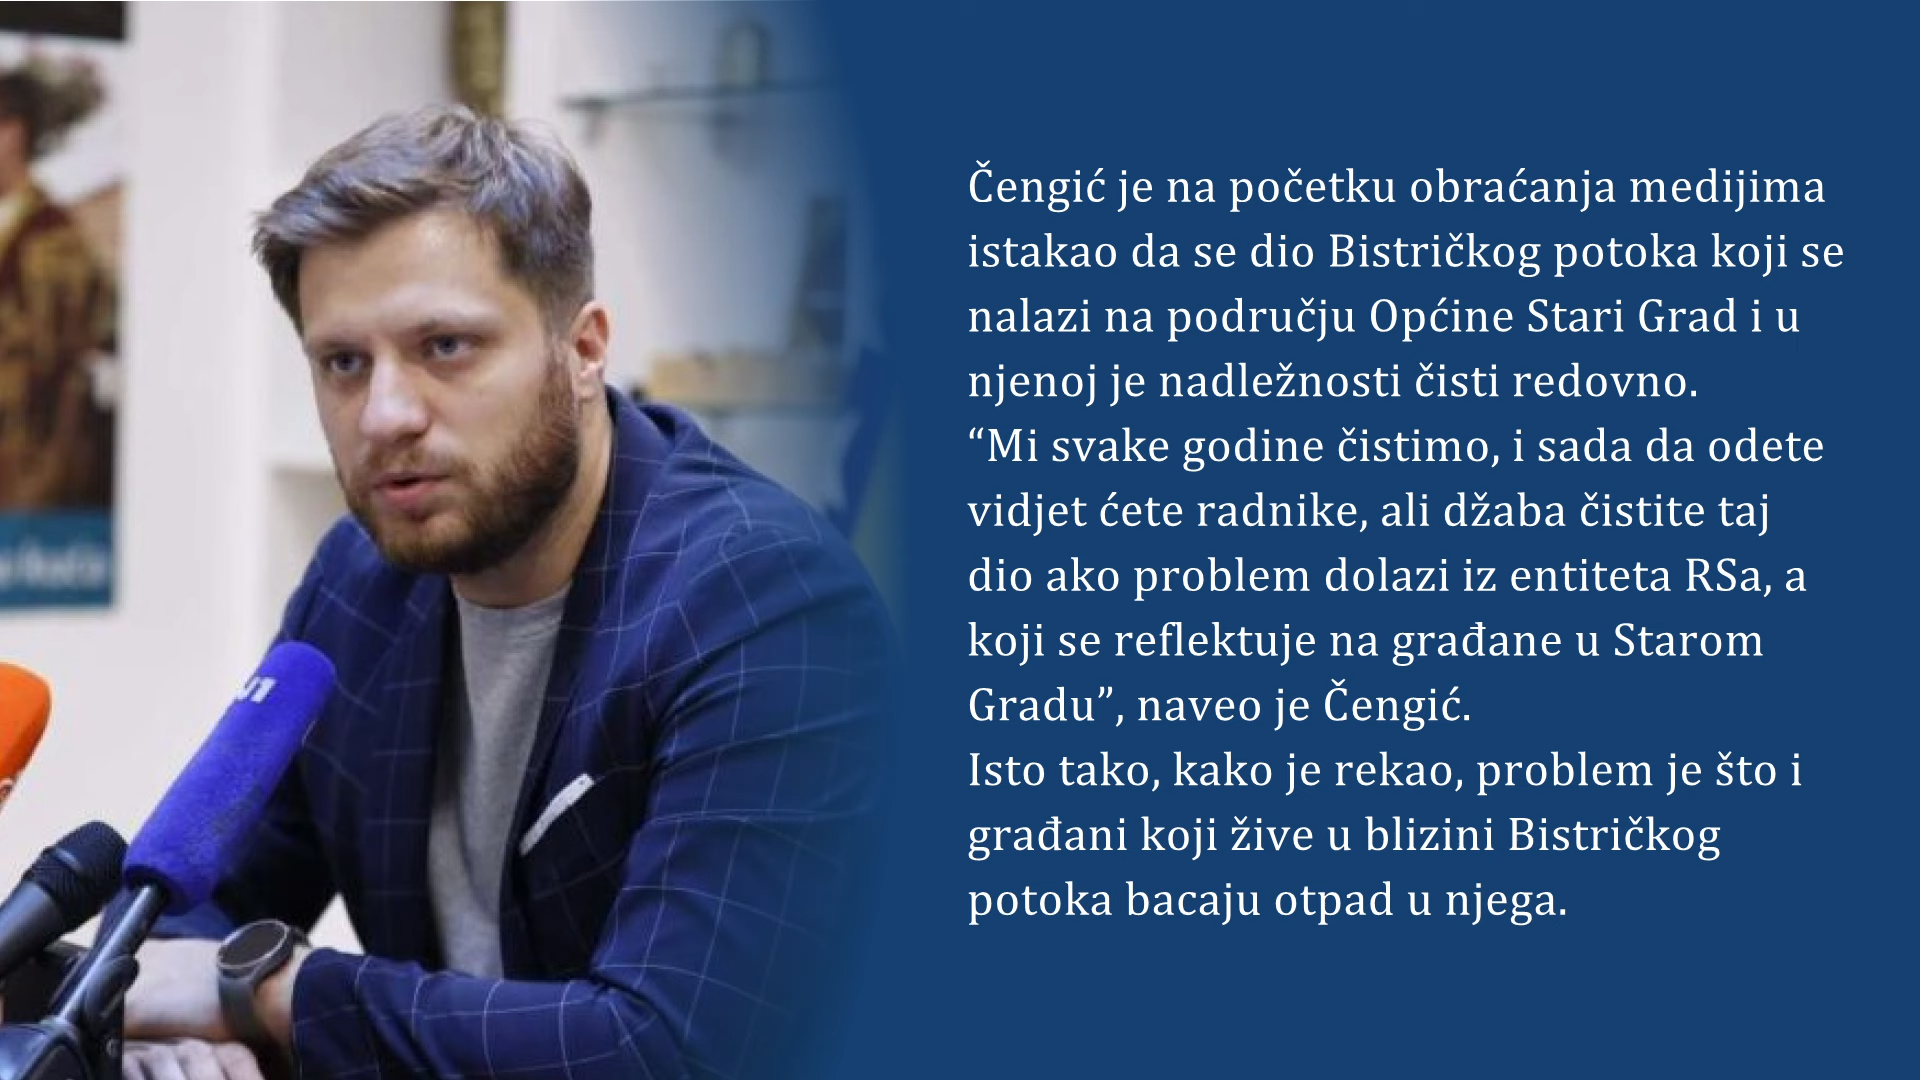 Čengić je na početku obraćanja medijima
istakao da se dio Bistričkog potoka koji se
nalazi na području Općine Stari Grad i u
njenoj je nadležnosti čisti redovno.
“Mi svake godine čistimo, i sada da odete
vidjet ćete radnike, ali džaba čistite taj
dio ako problem dolazi iz entiteta RSa, a
koji se reflektuje na građane u Starom
Gradu”, naveo je Čengić.
Isto tako, kako je rekao, problem je što i
građani koji žive u blizini Bistričkog
potoka bacaju otpad u njega.